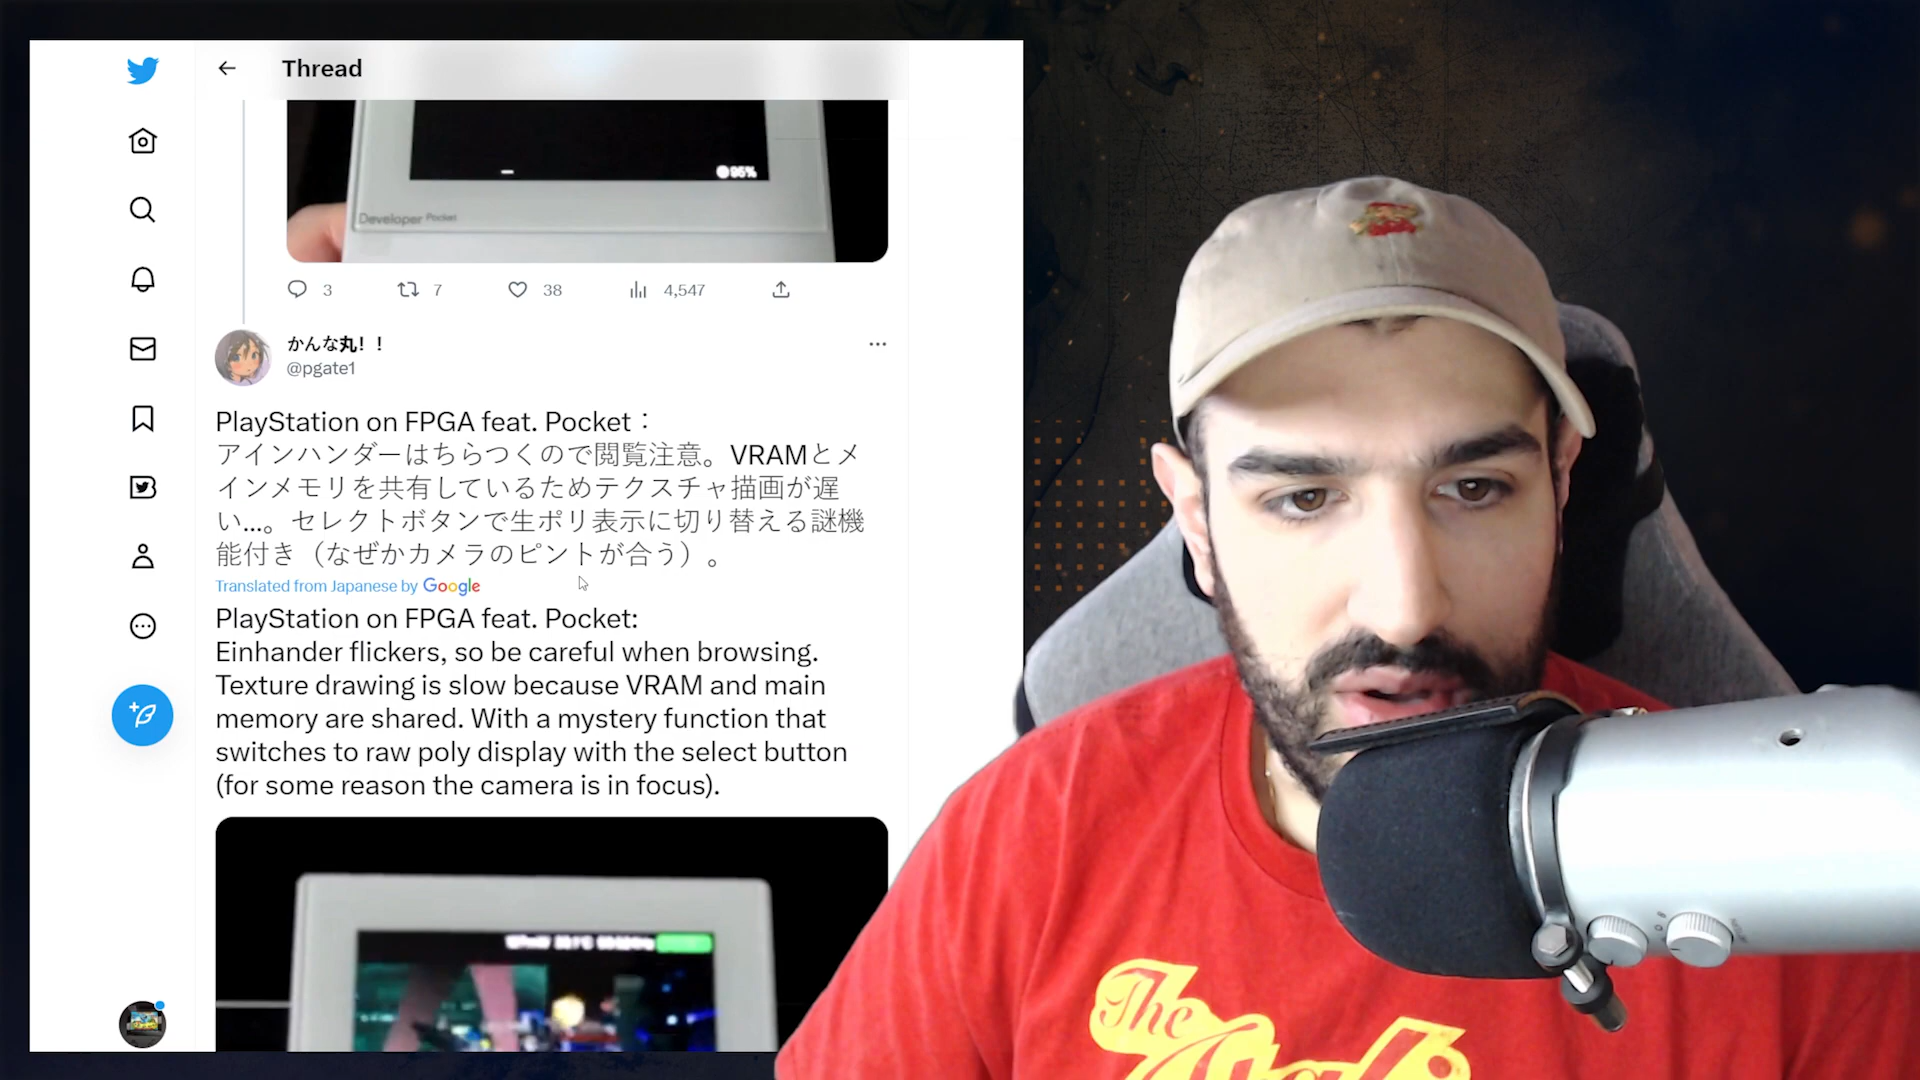 Thread
95%
Developer Pocket
3
7
38
4,547
かんな丸！！
@pgate1
PlayStation on FPGA feat. Pocket：
アインハンダーはちらつくので閲覧注意。VRAMとメ
インメモリを共有しているためテクスチャ描画が遅
い...。セレクトボタンで生ポリ表示に切り替える謎機
能付き（なぜかカメラのピントが合う）。
Translated from Japanese by Google
PlayStation on FPGA feat. Pocket:
Einhander flickers, so be careful when browsing.
Texture drawing is slow because VRAM and main
memory are shared. With a mystery function that
switches to raw poly display with the select button
(for some reason the camera is in focus).
The